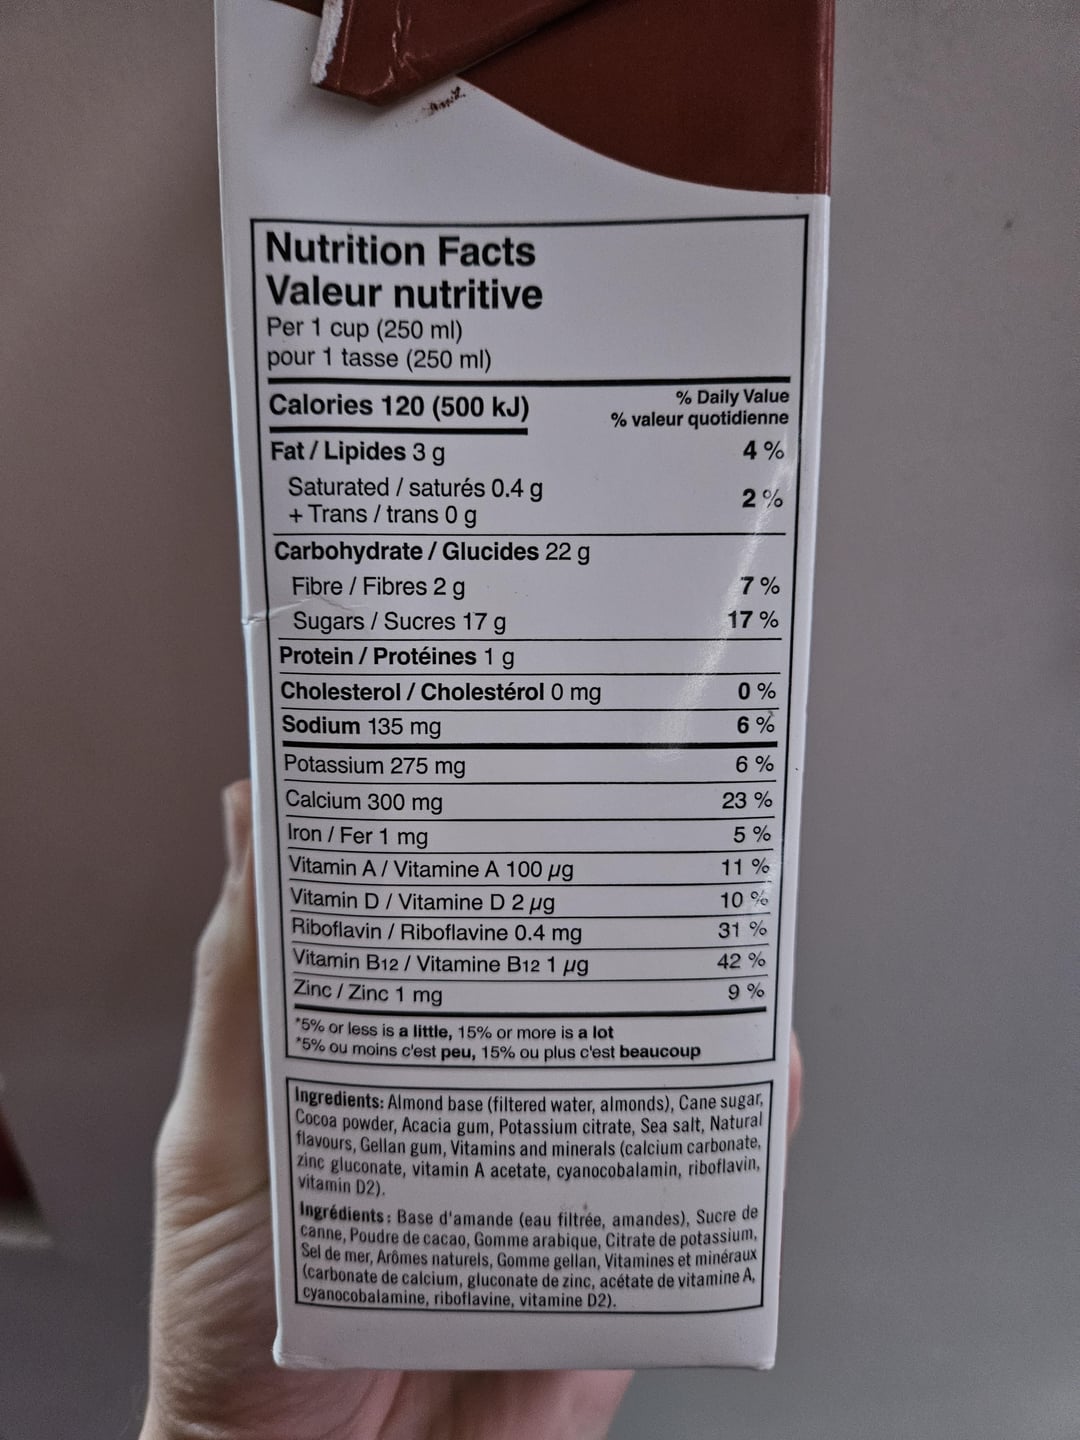 Nutrition Facts
Valeur nutritive
Per 1 cup (250 ml)
pour 1 tasse (250 ml)
% Daily Value
Calories 120 (500 kJ)
% valeur quotidienne
Fat / Lipides 3 g 4 %
Saturated / saturés 0.4 g
+ Trans / trans 0 g 2 %
Carbohydrate / Glucides 22 g
Fibre / Fibres 2 g 7 %
Sugars / Sucres 17 g 17 %
Protein / Protéines 1 g
Cholesterol / Cholestérol 0 mg 0 %
Sodium 135 mg 6 %
Potassium 275 mg 6 %
Calcium 300 mg 23 %
Iron / Fer 1 mg 5 %
Vitamin A / Vitamine A 100 µg 11 %
Vitamin D / Vitamine D 2 µg 10 %
Riboflavin / Riboflavine 0.4 mg 31 %
Vitamin B12 / Vitamine B12 1 µg 42 %
Zinc / Zinc 1 mg 9 %
*5% or less is a little, 15% or more is a lot
*5% ou moins c'est peu, 15% ou plus c'est beaucoup
Ingredients: Almond base (filtered water, almonds), Cane sugar,
Cocoa powder, Acacia gum, Potassium citrate, Sea salt, Natural
flavours, Gellan gum, Vitamins and minerals (calcium carbonate,
zinc gluconate, vitamin A acetate, cyanocobalamin, riboflavin,
vitamin D2).
Ingrédients : Base d'amande (eau filtrée, amandes), Sucre de
canne, Poudre de cacao, Gomme arabique, Citrate de potassium,
Sel de mer, Arômes naturels, Gomme gellan, Vitamines et minéraux
(carbonate de calcium, gluconate de zinc, acétate de vitamine A,
cyanocobalamine, riboflavine, vitamine D2).